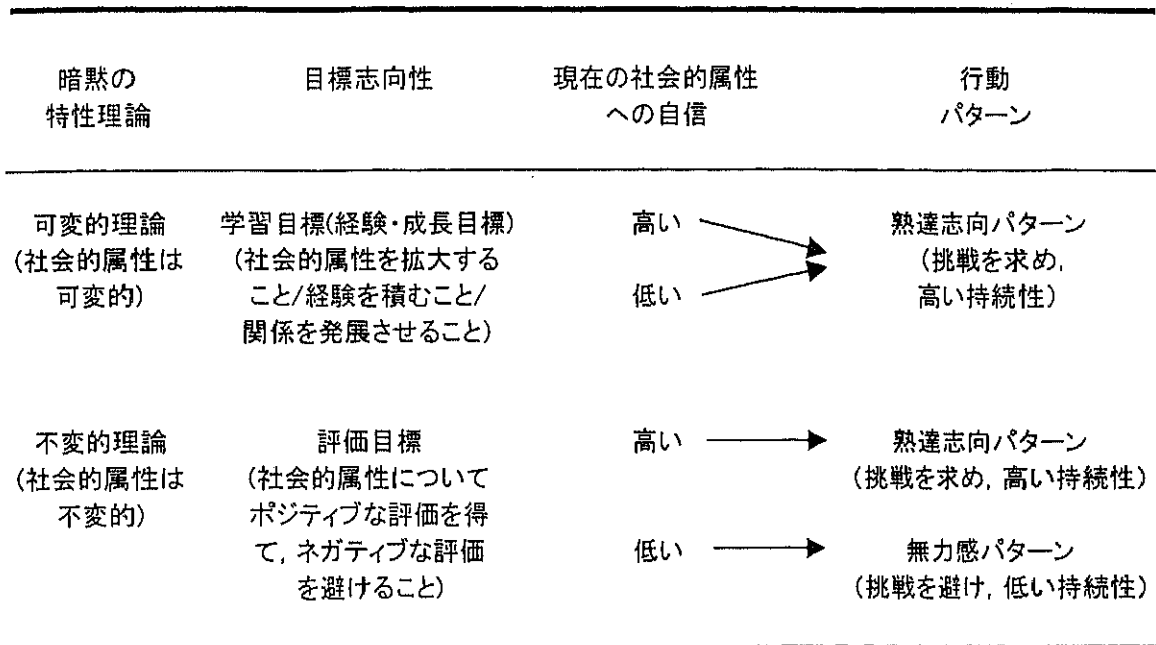 暗黙の
特性理論
目標志向性
現在の社会的属性
への自信
行動
パターン
可変的理論
(社会的属性は
可変的)
学習目標(経験・成長目標)
(社会的属性を拡大する
こと/経験を積むこと/
関係を発展させること)
高い
低い
熟達志向パターン
(挑戦を求め,
高い持続性)
不変的理論
(社会的属性は
不変的)
評価目標
(社会的属性について
ポジティブな評価を得
て, ネガティブな評価
を避けること)
高い
熟達志向パターン
(挑戦を求め, 高い持続性)
低い
無力感パターン
(挑戦を避け, 低い持続性)